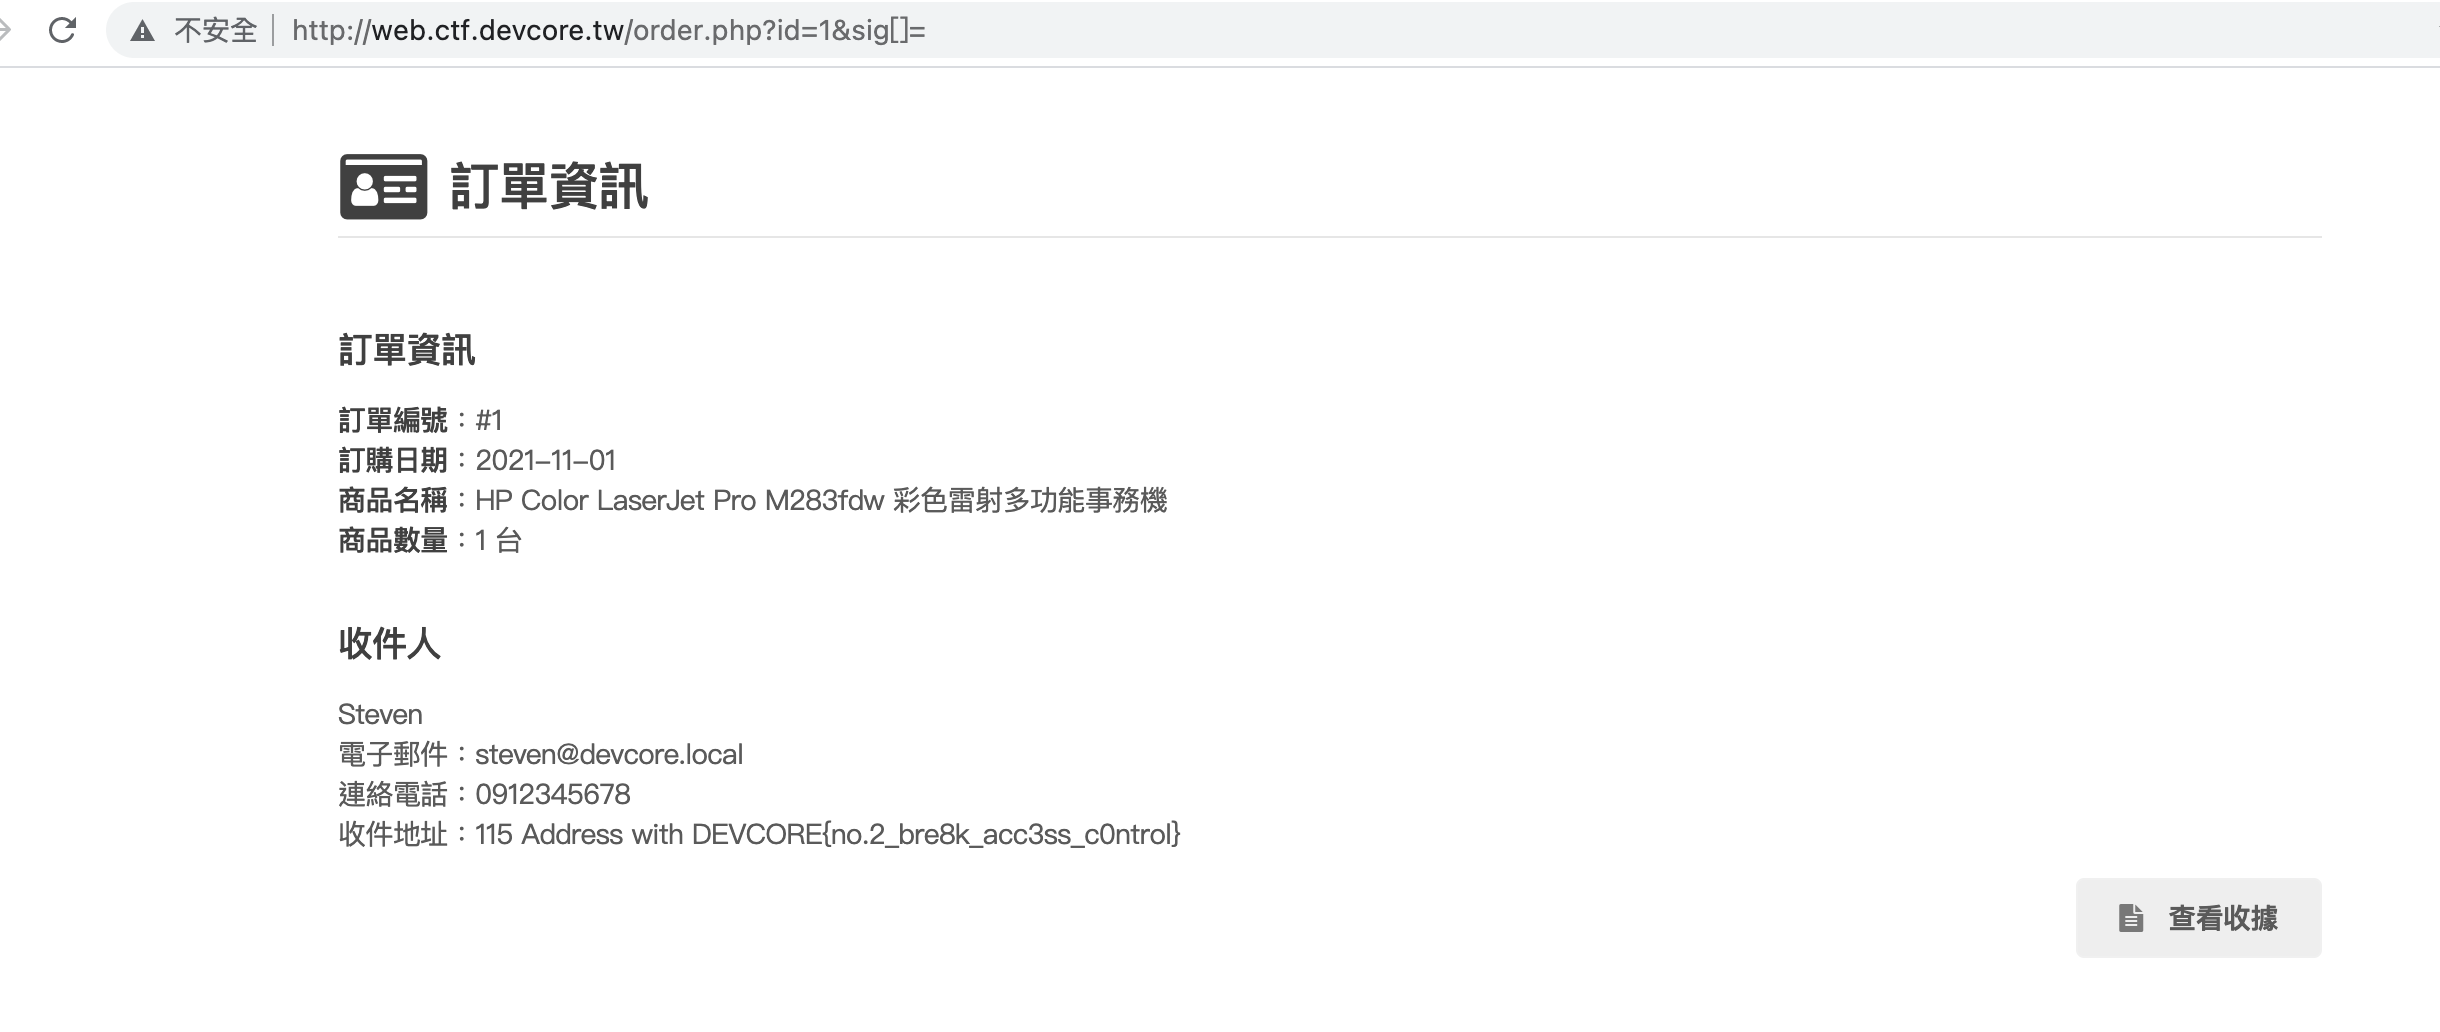 不安全 http://web.ctf.devcore.tw/order.php?id=1&sig[]=
訂單資訊
訂單資訊
訂單編號：#1
訂購日期：2021-11-01
商品名稱：HP Color LaserJet Pro M283fdw 彩色雷射多功能事務機
商品數量：1 台
收件人
Steven
電子郵件：steven@devcore.local
連絡電話：0912345678
收件地址：115 Address with DEVCORE{no.2_bre8k_acc3ss_c0ntrol}
查看收據